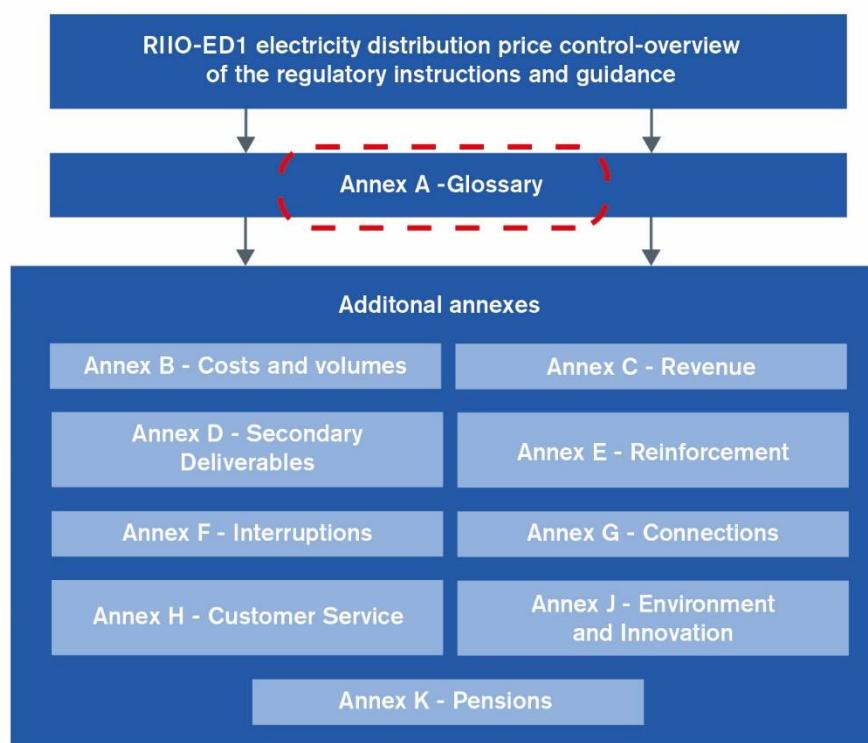 RIIO-ED1 electricity distribution price control-overview
of the regulatory instructions and guidance
Annex A -Glossary
Additonal annexes
Annex B - Costs and volumes
Annex C - Revenue
Annex D - Secondary
Deliverables
Annex E - Reinforcement
Annex F - Interruptions
Annex G - Connections
Annex H - Customer Service
Annex J - Environment
and Innovation
Annex K - Pensions